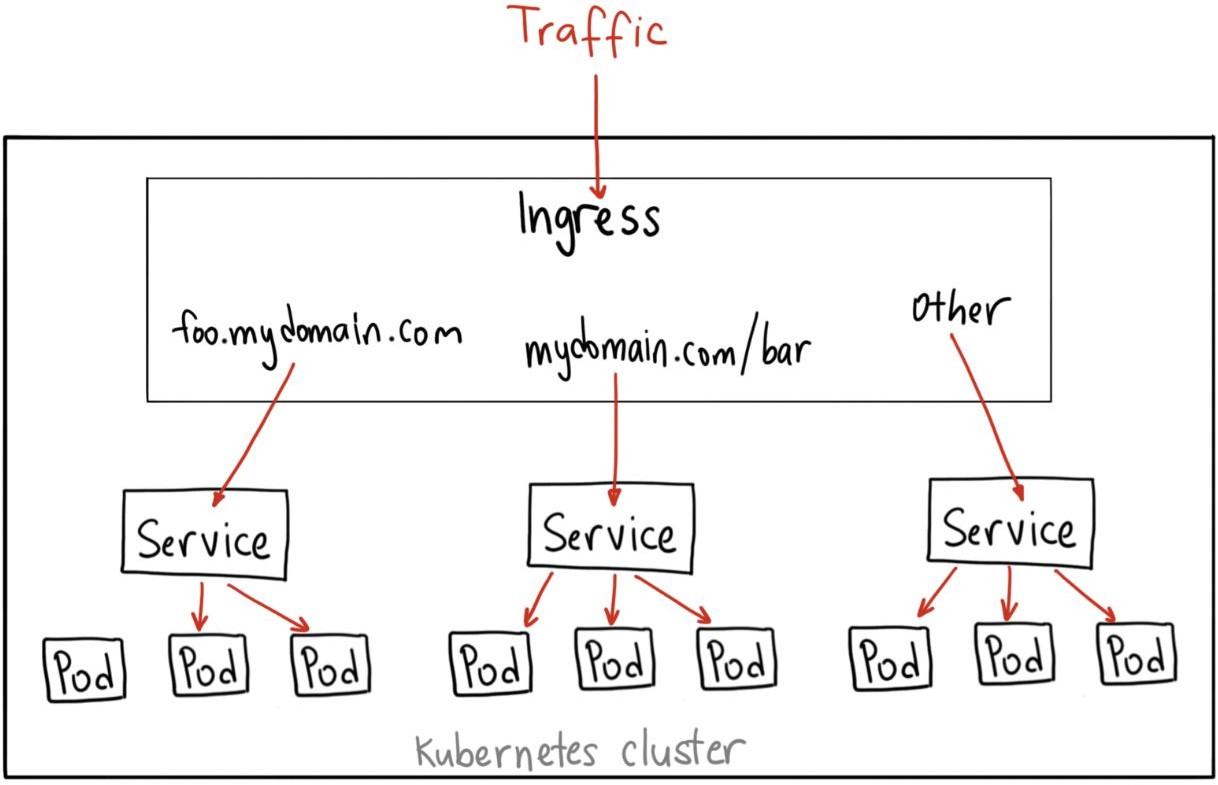 Traffic
Ingress
foo.mydomain.com
mydomain.com/bar
other
Service
Service
Service
Pod
Pod
Pod
Pod
Pod
Pod
Pod
Pod
Pod
Kubernetes cluster